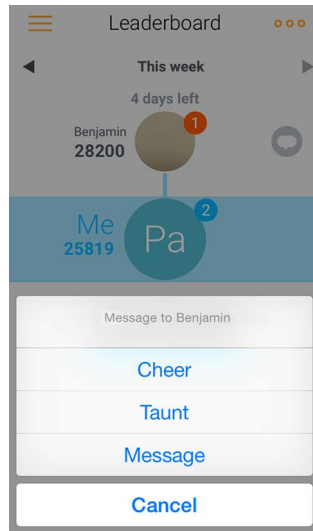 Leaderboard
This week
4 days left
Benjamin
28200
1
Me
25819
Pa
2
Message to Benjamin
Cheer
Taunt
Message
Cancel